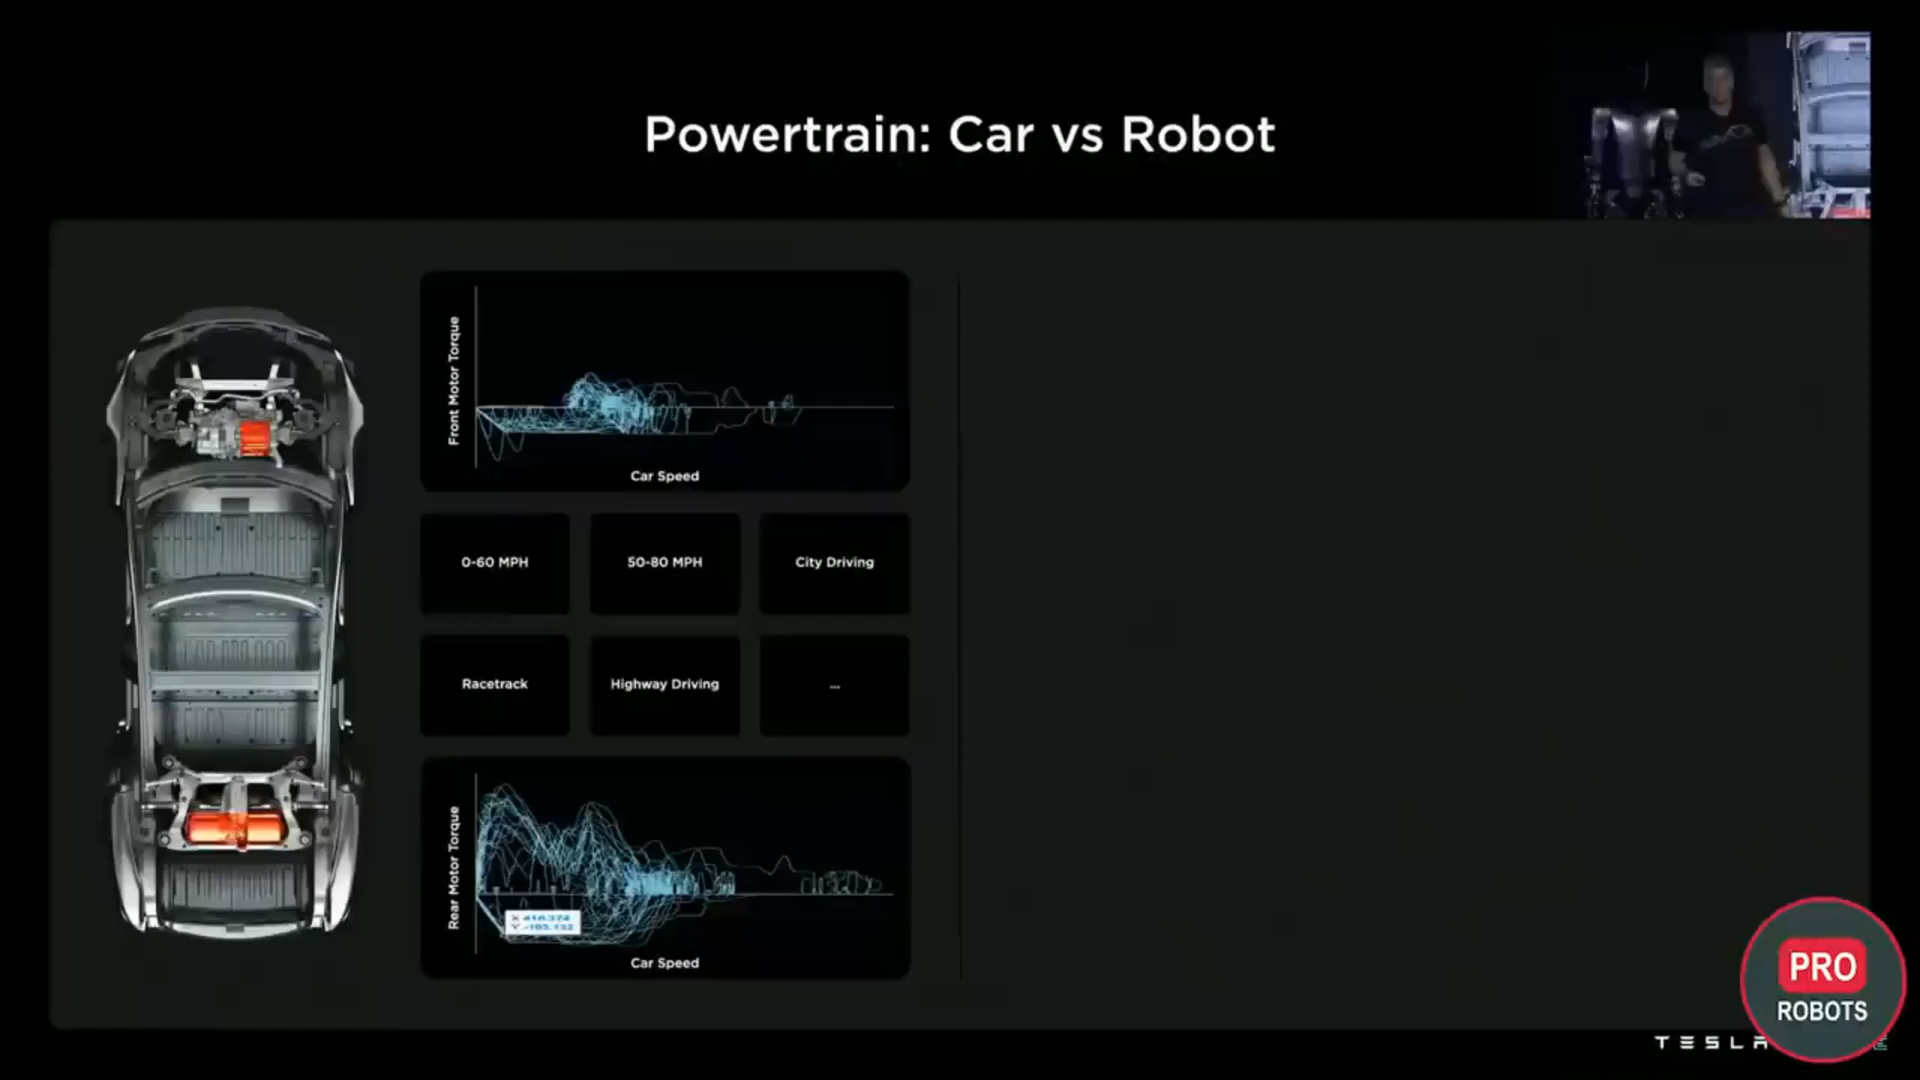 Powertrain: Car vs Robot
Front Motor Torque
Car Speed
0-60 MPH
50-80 MPH
City Driving
Racetrack
Highway Driving
...
Rear Motor Torque
Car Speed
PRO
ROBOTS
TESLA